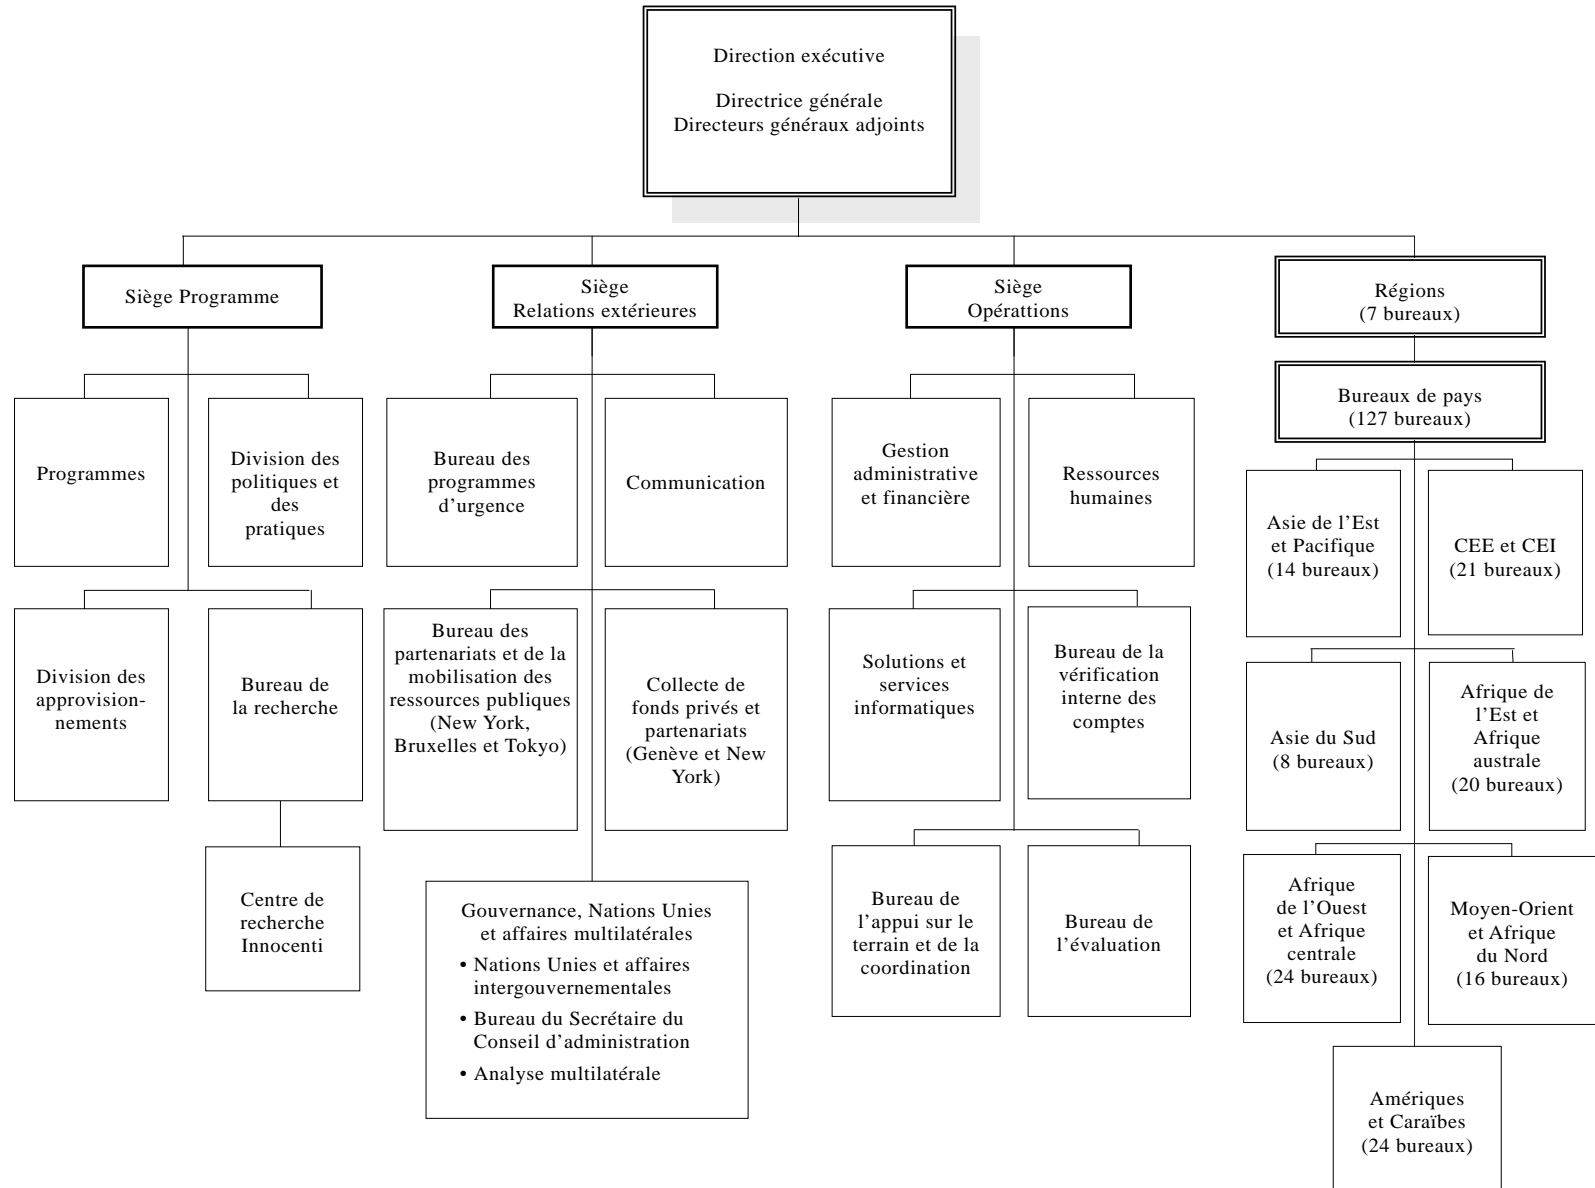 Direction exécutive
Directrice générale
Directeurs généraux adjoints
Siège Programme
Siège
Relations extérieures
Siège
Opérattions
Régions
(7 bureaux)
Bureaux de pays
(127 bureaux)
Programmes
Division des
politiques et
des
pratiques
Bureau des
programmes
d’urgence
Communication
Gestion
administrative
et financière
Ressources
humaines
Asie de l’Est
et Pacifique
(14 bureaux)
CEE et CEI
(21 bureaux)
Division des
approvision-
nements
Bureau de
la recherche
Bureau des
partenariats et de la
mobilisation des
ressources publiques
(New York,
Bruxelles et Tokyo)
Collecte de
fonds privés et
partenariats
(Genève et New
York)
Solutions et
services
informatiques
Bureau de la
vérification
interne des
comptes
Asie du Sud
(8 bureaux)
Afrique de
l’Est et
Afrique
australe
(20 bureaux)
Centre de
recherche
Innocenti
Gouvernance, Nations Unies
et affaires multilatérales
• Nations Unies et affaires
intergouvernementales
• Bureau du Secrétaire du
Conseil d’administration
• Analyse multilatérale
Bureau de
l’appui sur le
terrain et de la
coordination
Bureau de
l’évaluation
Afrique
de l’Ouest
et Afrique
centrale
(24 bureaux)
Moyen-Orient
et Afrique
du Nord
(16 bureaux)
Amériques
et Caraïbes
(24 bureaux)